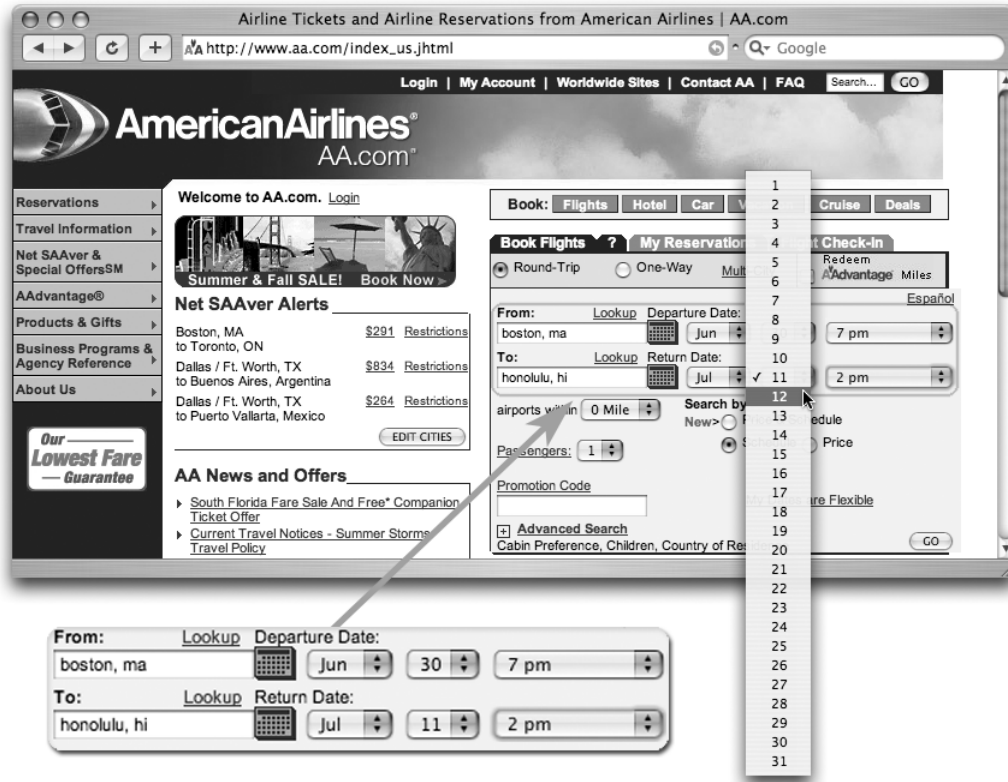 Airline Tickets and Airline Reservations from American Airlines | AA.com
http://www.aa.com/index_us.jhtml
Google
Login | My Account | Worldwide Sites | Contact AA | FAQ Search... GO
AmericanAirlines®
AA.com
Reservations
Travel Information
Net SAAver &
Special OffersSM
AAdvantage®
Products & Gifts
Business Programs &
Agency Reference
About Us
Our
Lowest Fare
Guarantee
Welcome to AA.com. Login
Summer & Fall SALE! Book Now
Net SAAver Alerts
Boston, MA
to Toronto, ON
$291 Restrictions
Dallas / Ft. Worth, TX
to Buenos Aires, Argentina
$834 Restrictions
Dallas / Ft. Worth, TX
to Puerto Vallarta, Mexico
$264 Restrictions
EDIT CITIES
AA News and Offers
South Florida Fare Sale And Free* Companion
Ticket Offer
Current Travel Notices - Summer Storms
Travel Policy
Book: Flights Hotel Car Cruise Deals
Book Flights ? My Reservation Check-In
Round-Trip One-Way
Redeem
AAdvantage Miles
Español
From: Lookup Departure Date:
boston, ma Jun 7 pm
To: Lookup Return Date:
honolulu, hi Jul 2 pm
airports within 0 Mile
Search by
New>
Price
Passengers: 1
Promotion Code
are Flexible
+ Advanced Search
Cabin Preference, Children, Country of
GO
1
2
3
4
5
6
7
8
9
10
✓ 11
12
13
14
15
16
17
18
19
20
21
22
23
24
25
26
27
28
29
30
31
From: Lookup Departure Date:
boston, ma Jun 30 7 pm
To: Lookup Return Date:
honolulu, hi Jul 11 2 pm